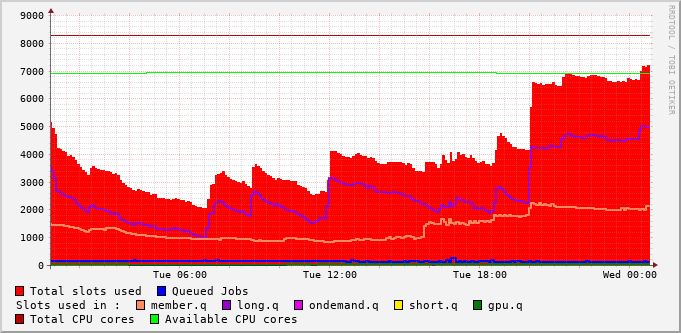 RRDTOOL / TOBI OETIKER
9000
8000
7000
6000
5000
4000
3000
2000
1000
0
Tue 06:00 Tue 12:00 Tue 18:00 Wed 00:00
Total slots used Queued Jobs
Slots used in : member.q long.q ondemand.q short.q gpu.q
Total CPU cores Available CPU cores